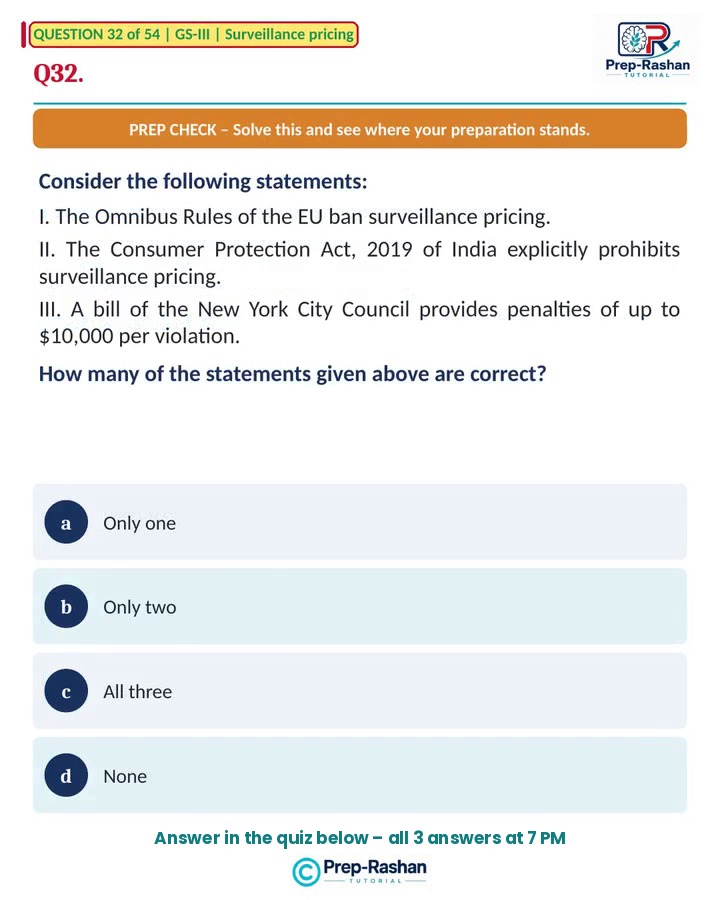 QUESTION 32 of 54 | GS-III | Surveillance pricing
Q32.
Prep-Rashan
TUTORIAL
PREP CHECK – Solve this and see where your preparation stands.
Consider the following statements:
I. The Omnibus Rules of the EU ban surveillance pricing.
II. The Consumer Protection Act, 2019 of India explicitly prohibits
surveillance pricing.
III. A bill of the New York City Council provides penalties of up to
$10,000 per violation.
How many of the statements given above are correct?
a Only one
b Only two
c All three
d None
Answer in the quiz below – all 3 answers at 7 PM
© Prep-Rashan
TUTORIAL